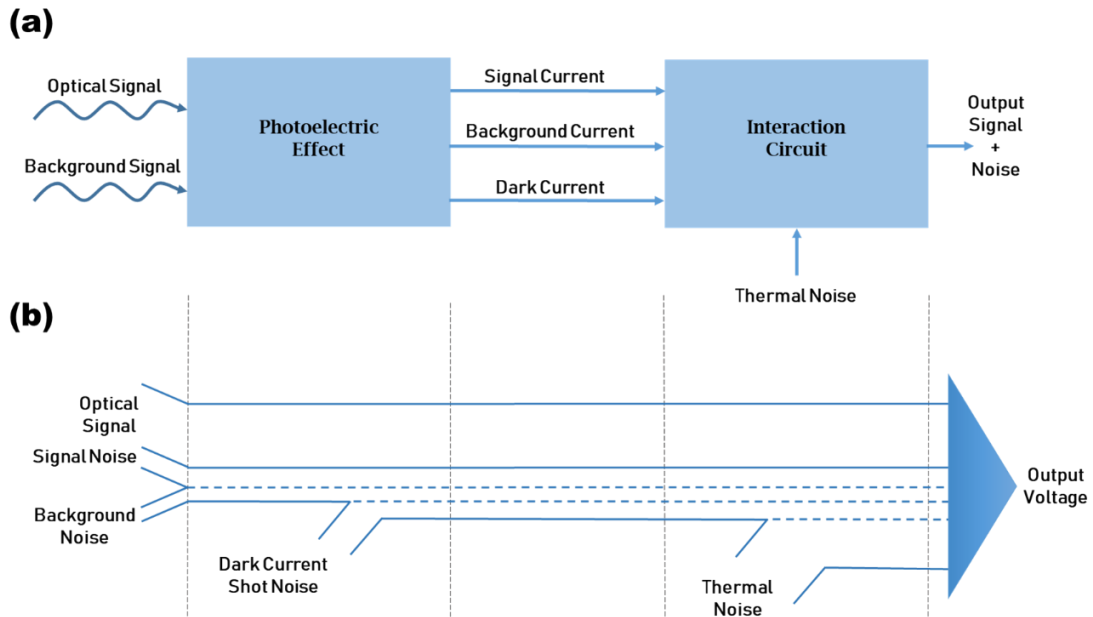 (a)
Optical Signal
Background Signal
Photoelectric
Effect
Signal Current
Background Current
Dark Current
Interaction
Circuit
Output
Signal
+
Noise
Thermal Noise
(b)
Optical
Signal
Signal Noise
Background
Noise
Dark Current
Shot Noise
Thermal
Noise
Output
Voltage